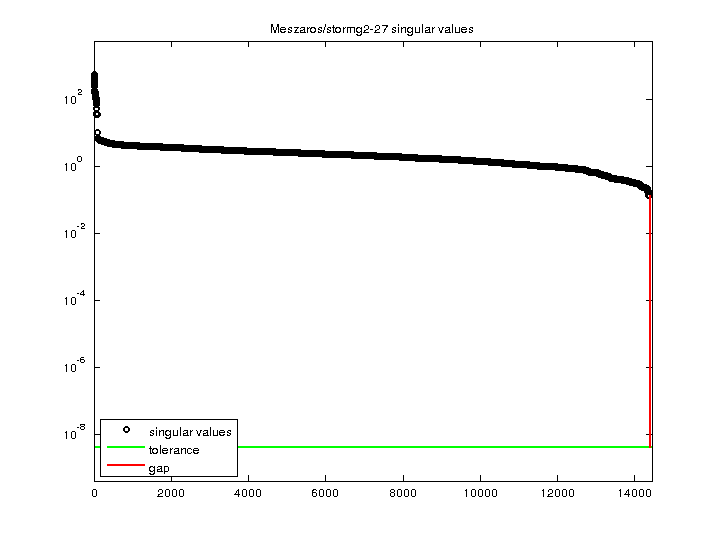 Meszaros/stormg2-27 singular values
10^2
10^0
10^-2
10^-4
10^-6
10^-8
singular values
tolerance
gap
0 2000 4000 6000 8000 10000 12000 14000